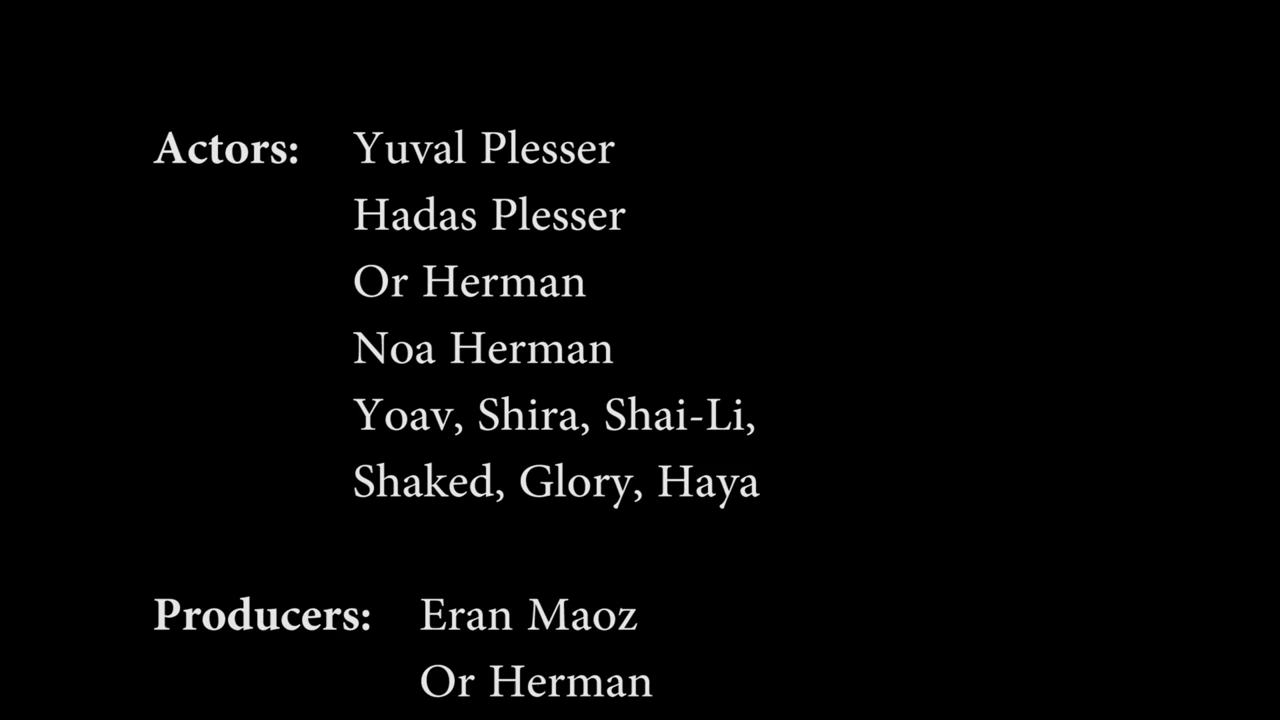 Actors: Yuval Plesser
Hadas Plesser
Or Herman
Noa Herman
Yoav, Shira, Shai-Li,
Shaked, Glory, Haya
Producers: Eran Maoz
Or Herman